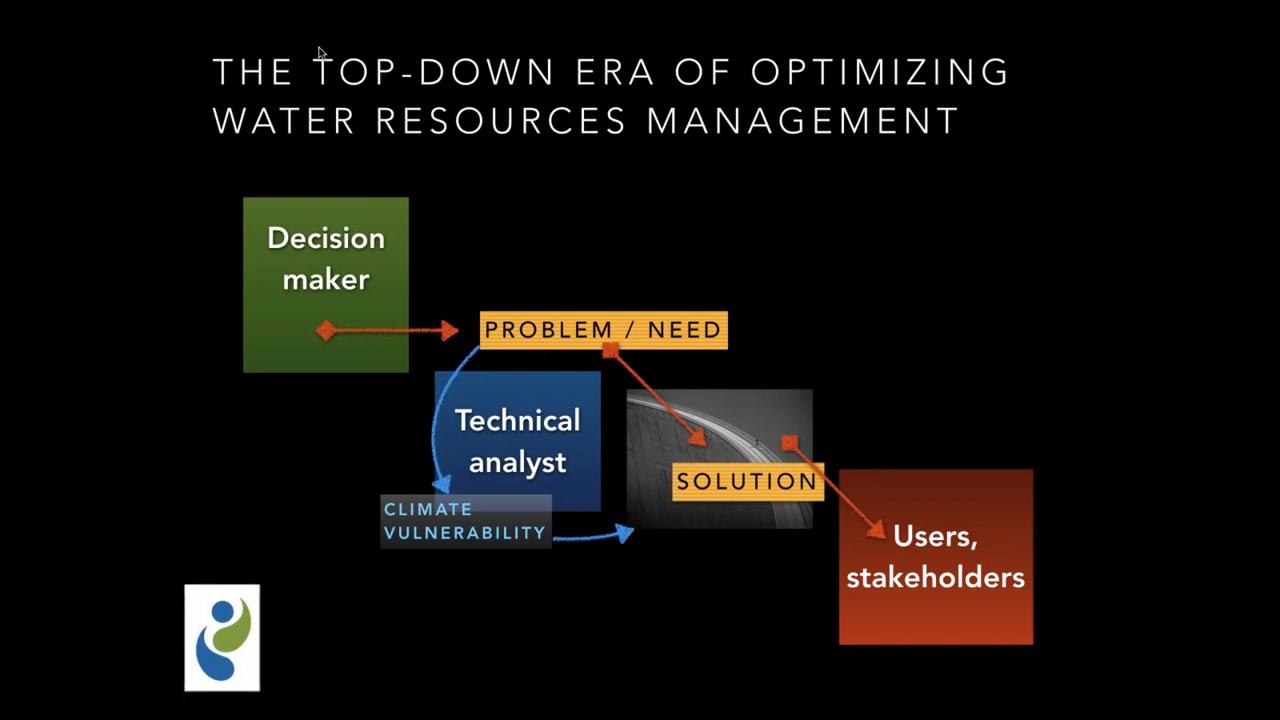 THE TOP-DOWN ERA OF OPTIMIZING
WATER RESOURCES MANAGEMENT
Decision
maker
PROBLEM / NEED
Technical
analyst
SOLUTION
CLIMATE
VULNERABILITY
Users,
stakeholders